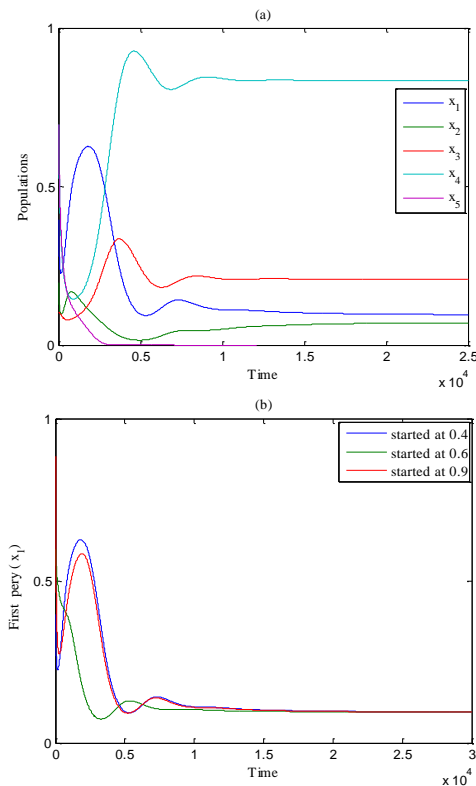 (a)
1
0.5
0
Populations
x1
x2
x3
x4
x5
0 0.5 1 1.5 2 2.5
Time
x 10^4
(b)
1
0.5
0
First pery ( x1)
started at 0.4
started at 0.6
started at 0.9
0 0.5 1 1.5 2 2.5 3
Time
x 10^4